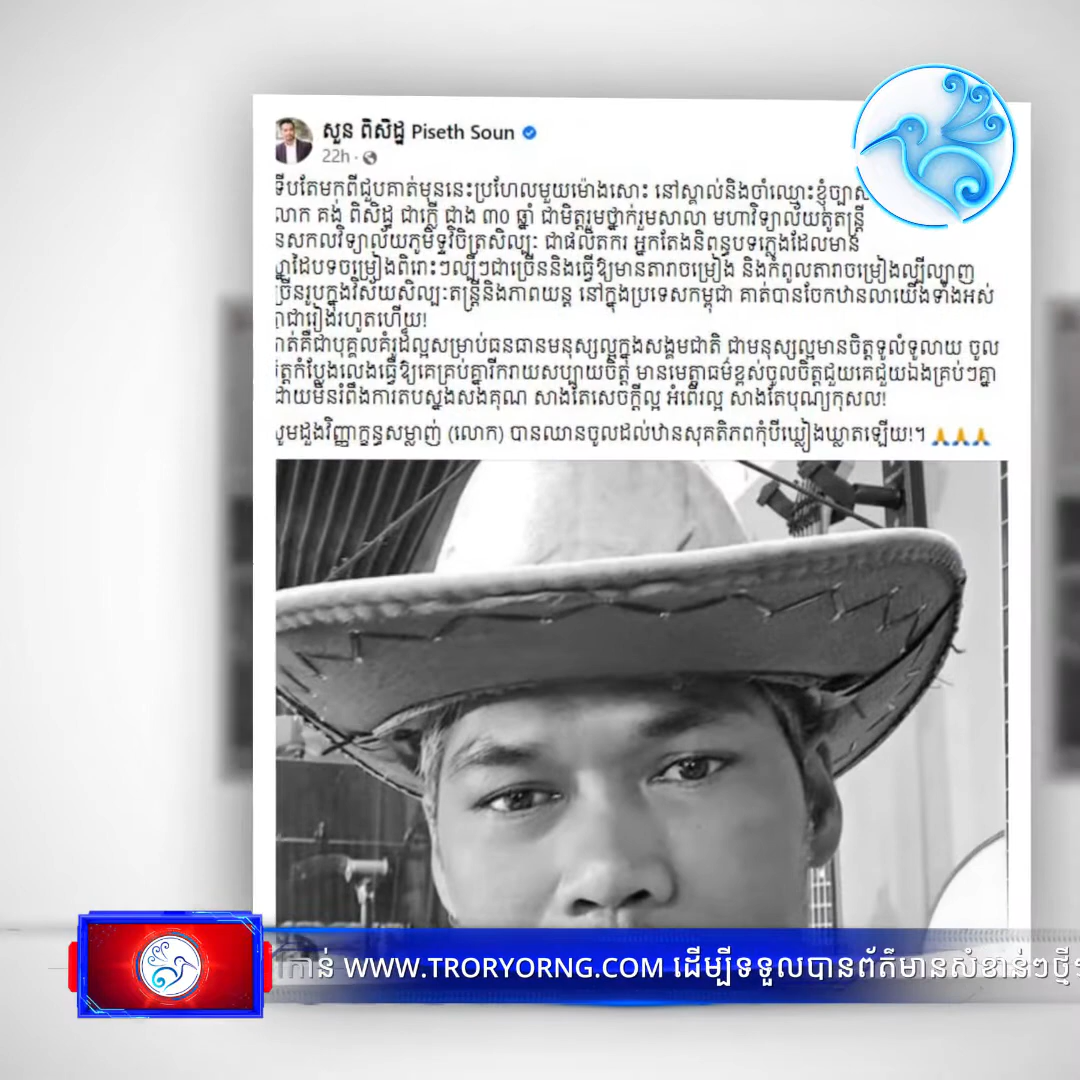 សួន ពិសិដ្ឋ Piseth Soun
22h
ទីបតែមកពីជួបគាត់មុននេះប្រហែលមួយម៉ោងសោះ នៅស្គាល់និងចាំឈ្មោះខ្ញុំច្បាស
លោក គង់ ពិសិដ្ឋ ជាក្លើ ជាង ៣០ ឆ្នាំ ជាមិត្តរួមថ្នាក់រួមសាលា មហាវិទ្យាល័យតូតន្ត្រី
នៃសកលវិទ្យាល័យភូមិន្ទវិចិត្រសិល្បៈ ជាផលិតករ អ្នកតែងនិពន្ធបទភ្លេងដែលមាន
ស្នាដៃបទចម្រៀងពិរោះៗល្បីៗជាច្រើននិងធ្វើឱ្យមានតារាចម្រៀង និងកំពូលតារាចម្រៀងល្បីល្បាញ
ច្រើនរូបក្នុងវិស័យសិល្បៈតន្ត្រីនិងភាពយន្ត នៅក្នុងប្រទេសកម្ពុជា គាត់បានចែកឋានលាយើងទាំងអស់
គ្នាជារៀងរហូតហើយ!
គាត់គឺជាបុគ្គលគំរូដ៏ល្អសម្រាប់ធនធានមនុស្សល្អក្នុងសង្គមជាតិ ជាមនុស្សល្អមានចិត្តទូលំទូលាយ ចូល
ចិត្តកំប្លែងលេងធ្វើឱ្យគេគ្រប់គ្នារីករាយសប្បាយចិត្ត មានមេត្តាធម៌ខ្ពស់ចូលចិត្តជួយគេជួយឯងគ្រប់ៗគ្នា
ដោយមិនរំពឹងការតបស្នងសងគុណ សាងតែសេចក្តីល្អ អំពើរល្អ សាងតែបុណ្យកុសល!
សូមដួងវិញ្ញាក្ខន្ធសម្លាញ់ (លោក) បានឈានចូលដល់ឋានសុគតិភពកុំបីឃ្លៀងឃ្លាតឡើយ!។ 🙏🙏🙏
កាន់ WWW.TRORYORNG.COM ដើម្បីទទួលបានព័ត៌មានសំខាន់ៗថ្មីៗ